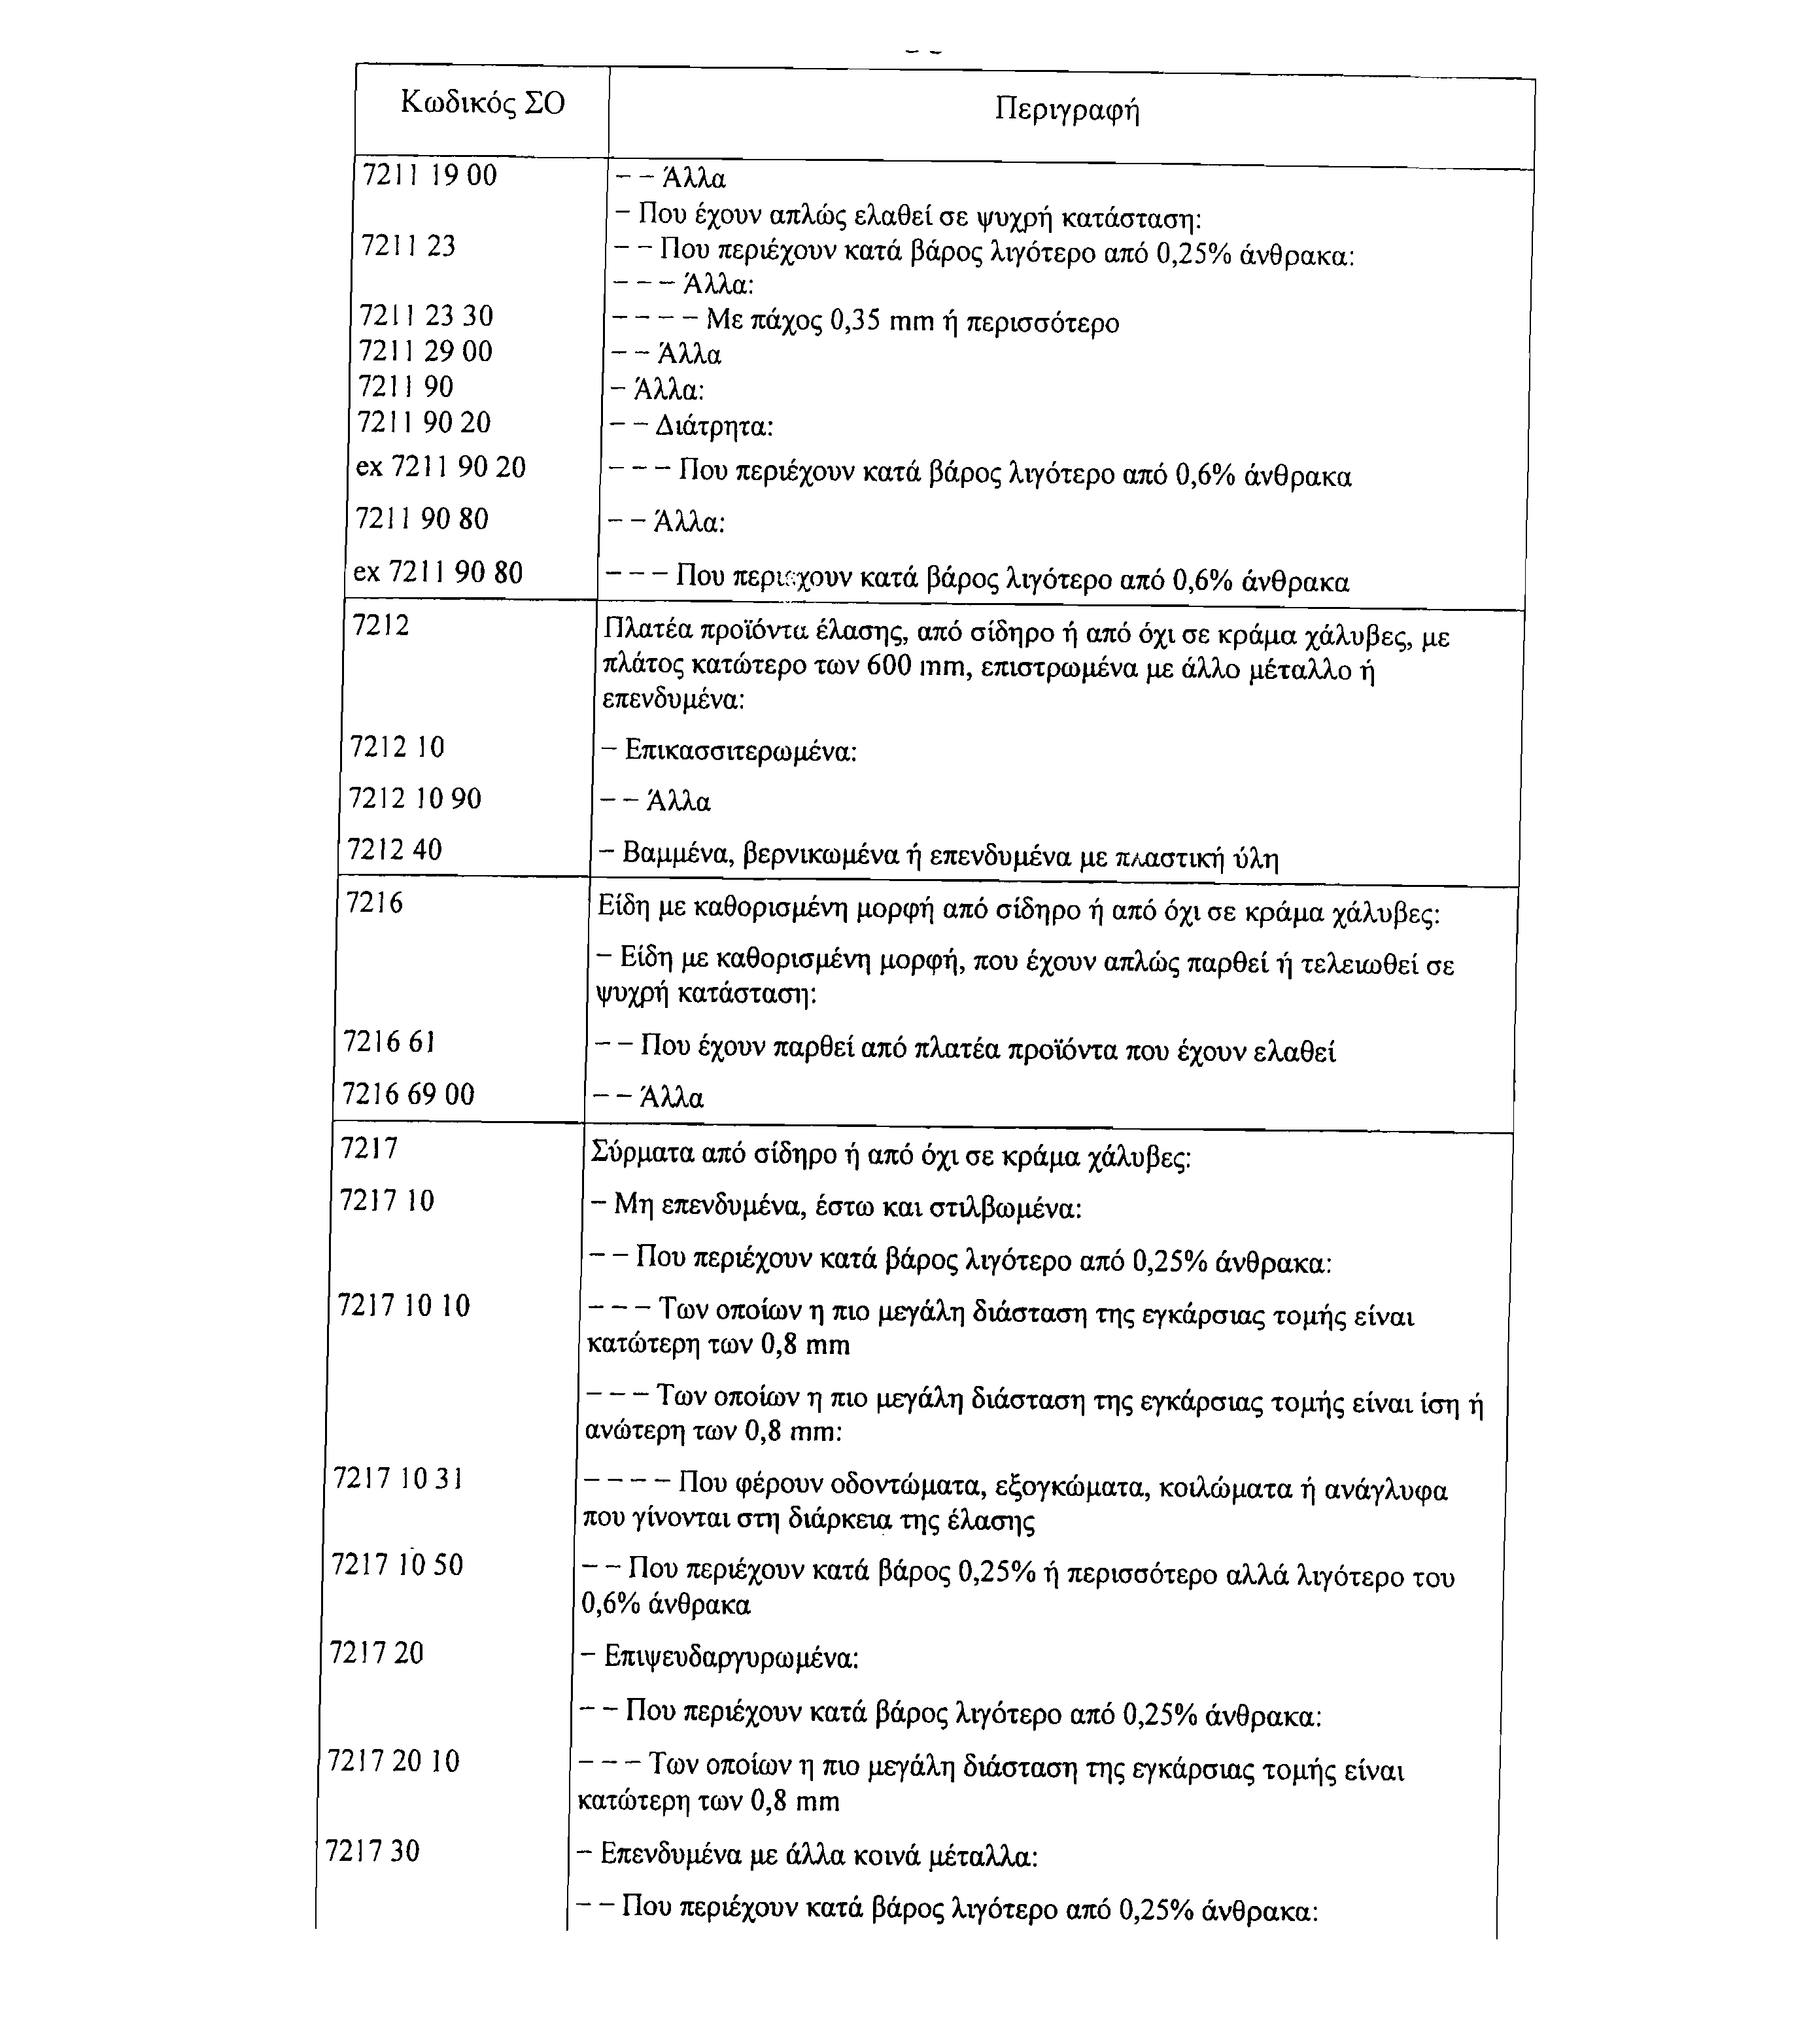 Κωδικός ΣΟ Περιγραφή
7211 19 00 – – Άλλα
– Που έχουν απλώς ελαθεί σε ψυχρή κατάσταση:
7211 23 – – Που περιέχουν κατά βάρος λιγότερο από 0,25% άνθρακα:
– – – Άλλα:
7211 23 30 – – – – Με πάχος 0,35 mm ή περισσότερο
7211 29 00 – – Άλλα
7211 90 – Άλλα:
7211 90 20 – – Διάτρητα:
ex 7211 90 20 – – – Που περιέχουν κατά βάρος λιγότερο από 0,6% άνθρακα
7211 90 80 – – Άλλα:
ex 7211 90 80 – – – Που περιέχουν κατά βάρος λιγότερο από 0,6% άνθρακα
7212 Πλατέα προϊόντα έλασης, από σίδηρο ή από όχι σε κράμα χάλυβες, με
πλάτος κατώτερο των 600 mm, επιστρωμένα με άλλο μέταλλο ή
επενδυμένα:
7212 10 – Επικασσιτερωμένα:
7212 10 90 – – Άλλα
7212 40 – Βαμμένα, βερνικωμένα ή επενδυμένα με πλαστική ύλη
7216 Είδη με καθορισμένη μορφή από σίδηρο ή από όχι σε κράμα χάλυβες:
– Είδη με καθορισμένη μορφή, που έχουν απλώς παρθεί ή τελειωθεί σε
ψυχρή κατάσταση:
7216 61 – – Που έχουν παρθεί από πλατέα προϊόντα που έχουν ελαθεί
7216 69 00 – – Άλλα
7217 Σύρματα από σίδηρο ή από όχι σε κράμα χάλυβες:
7217 10 – Μη επενδυμένα, έστω και στιλβωμένα:
– – Που περιέχουν κατά βάρος λιγότερο από 0,25% άνθρακα:
7217 10 10 – – – Των οποίων η πιο μεγάλη διάσταση της εγκάρσιας τομής είναι
κατώτερη των 0,8 mm
– – – Των οποίων η πιο μεγάλη διάσταση της εγκάρσιας τομής είναι ίση ή
ανώτερη των 0,8 mm:
7217 10 31 – – – – Που φέρουν οδοντώματα, εξογκώματα, κοιλώματα ή ανάγλυφα
που γίνονται στη διάρκεια της έλασης
7217 10 50 – – Που περιέχουν κατά βάρος 0,25% ή περισσότερο αλλά λιγότερο του
0,6% άνθρακα
7217 20 – Επιψευδαργυρωμένα:
– – Που περιέχουν κατά βάρος λιγότερο από 0,25% άνθρακα:
7217 20 10 – – – Των οποίων η πιο μεγάλη διάσταση της εγκάρσιας τομής είναι
κατώτερη των 0,8 mm
7217 30 – Επενδυμένα με άλλα κοινά μέταλλα:
– – Που περιέχουν κατά βάρος λιγότερο από 0,25% άνθρακα: